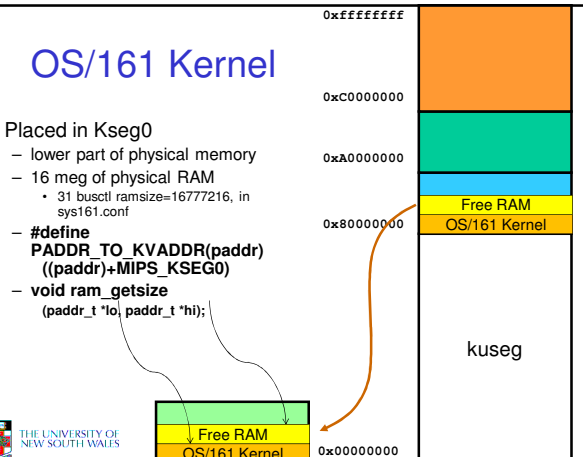 OS/161 Kernel
Placed in Kseg0
– lower part of physical memory
– 16 meg of physical RAM
• 31 busctl ramsize=16777216, in
sys161.conf
– #define
PADDR_TO_KVADDR(paddr)
((paddr)+MIPS_KSEG0)
– void ram_getsize
(paddr_t *lo, paddr_t *hi);
THE UNIVERSITY OF
NEW SOUTH WALES
Free RAM
OS/161 Kernel
0xffffffff
0xC0000000
0xA0000000
0x80000000
0x00000000
Free RAM
OS/161 Kernel
kuseg